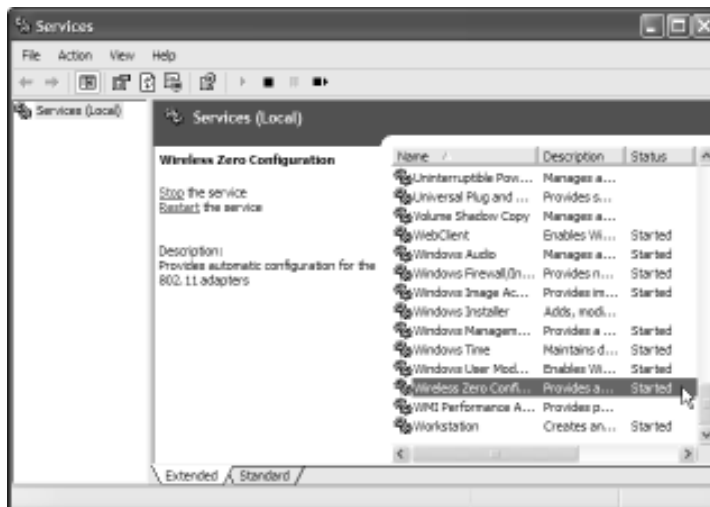 Services
File Action View Help
Services (Local)
Services (Local)
Wireless Zero Configuration
Stop the service
Restart the service
Description:
Provides automatic configuration for the
802.11 adapters
Name Description Status
Uninterruptible Pow... Manages a...
Universal Plug and ... Provides s...
Volume Shadow Copy Manages a...
WebClient Enables Wi... Started
Windows Audio Manages a... Started
Windows Firewall/In... Provides n... Started
Windows Image Ac... Provides im... Started
Windows Installer Adds, modi...
Windows Managem... Provides a ... Started
Windows Time Maintains d... Started
Windows User Mod... Enables Wi... Started
Wireless Zero Confi... Provides a... Started
WMI Performance A... Provides p...
Workstation Creates an... Started
Extended Standard